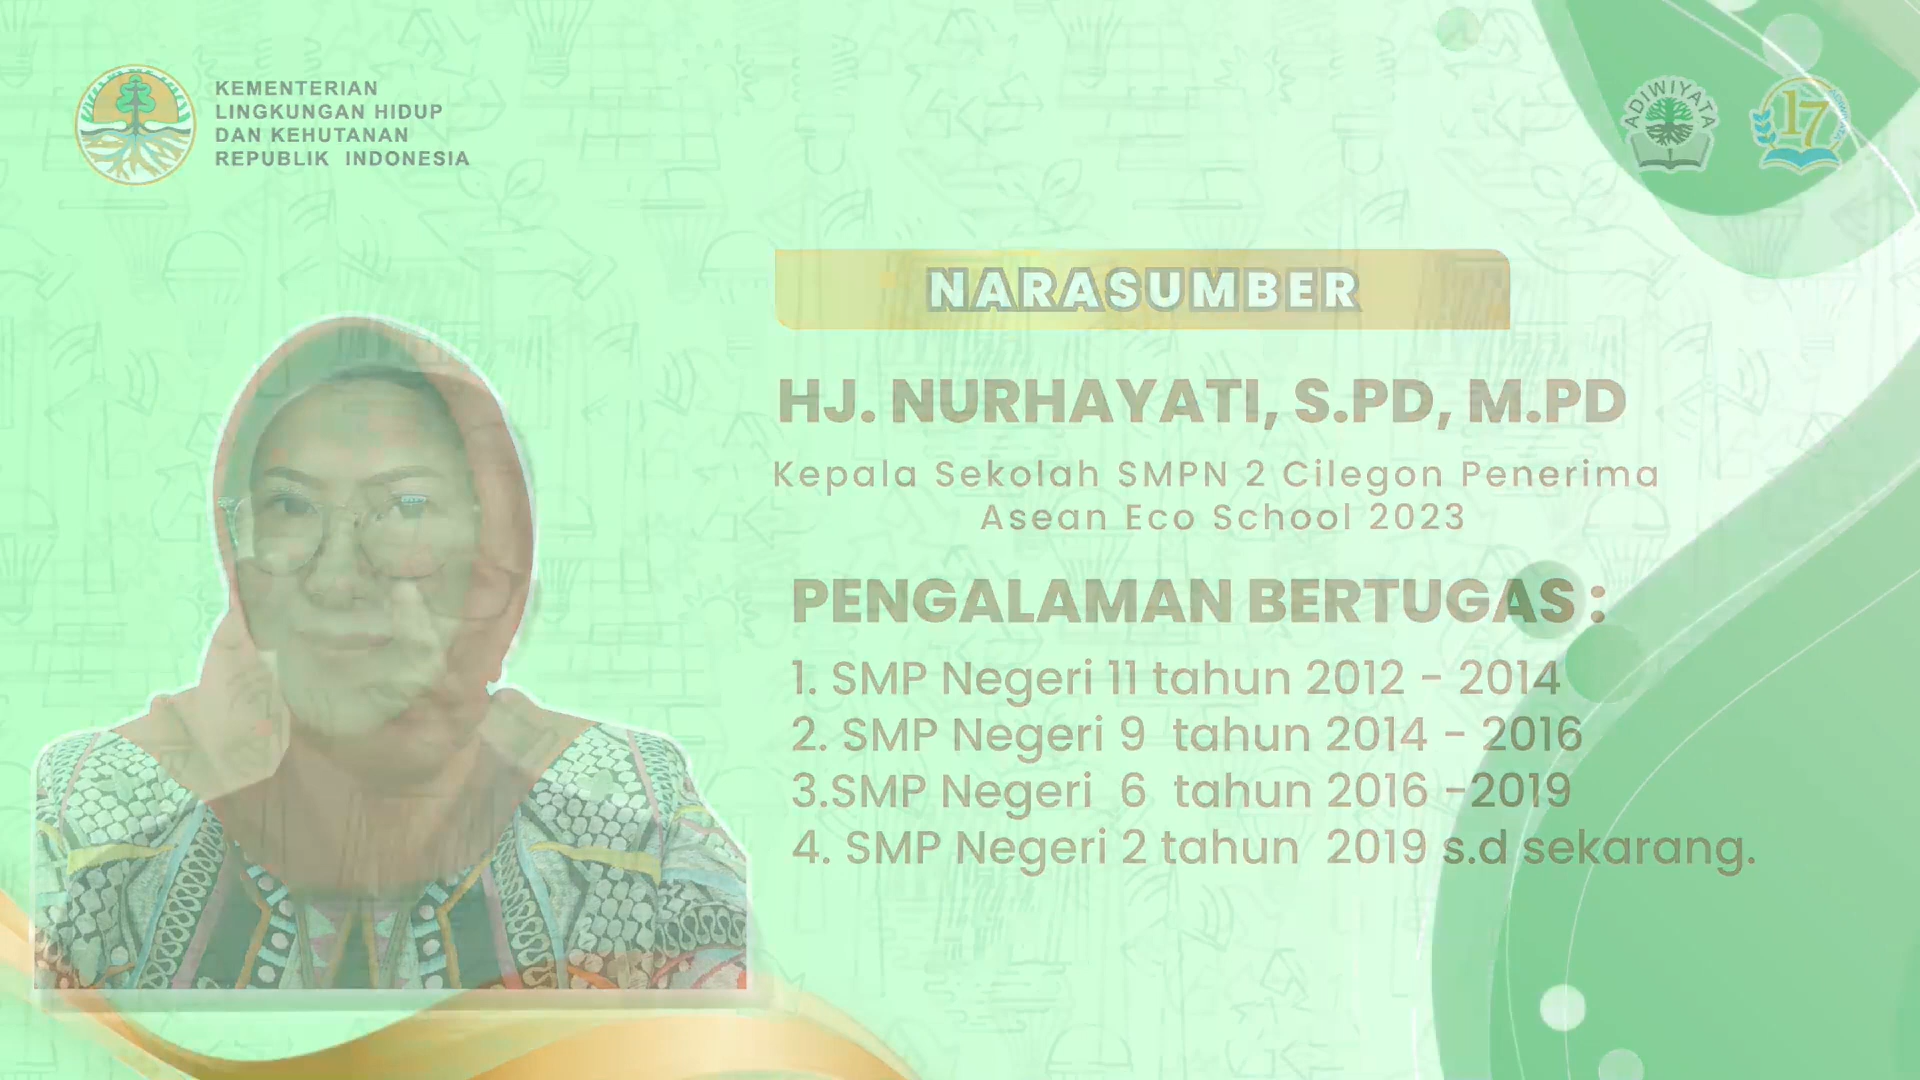 KEMENTERIAN
LINGKUNGAN HIDUP
DAN KEHUTANAN
REPUBLIK INDONESIA
ADIWIYATA
17
NARASUMBER
HJ. NURHAYATI, S.PD, M.PD
Kepala Sekolah SMPN 2 Cilegon Penerima
Asean Eco School 2023
PENGALAMAN BERTUGAS :
1. SMP Negeri 11 tahun 2012 - 2014
2. SMP Negeri 9 tahun 2014 - 2016
3.SMP Negeri 6 tahun 2016 -2019
4. SMP Negeri 2 tahun 2019 s.d sekarang.